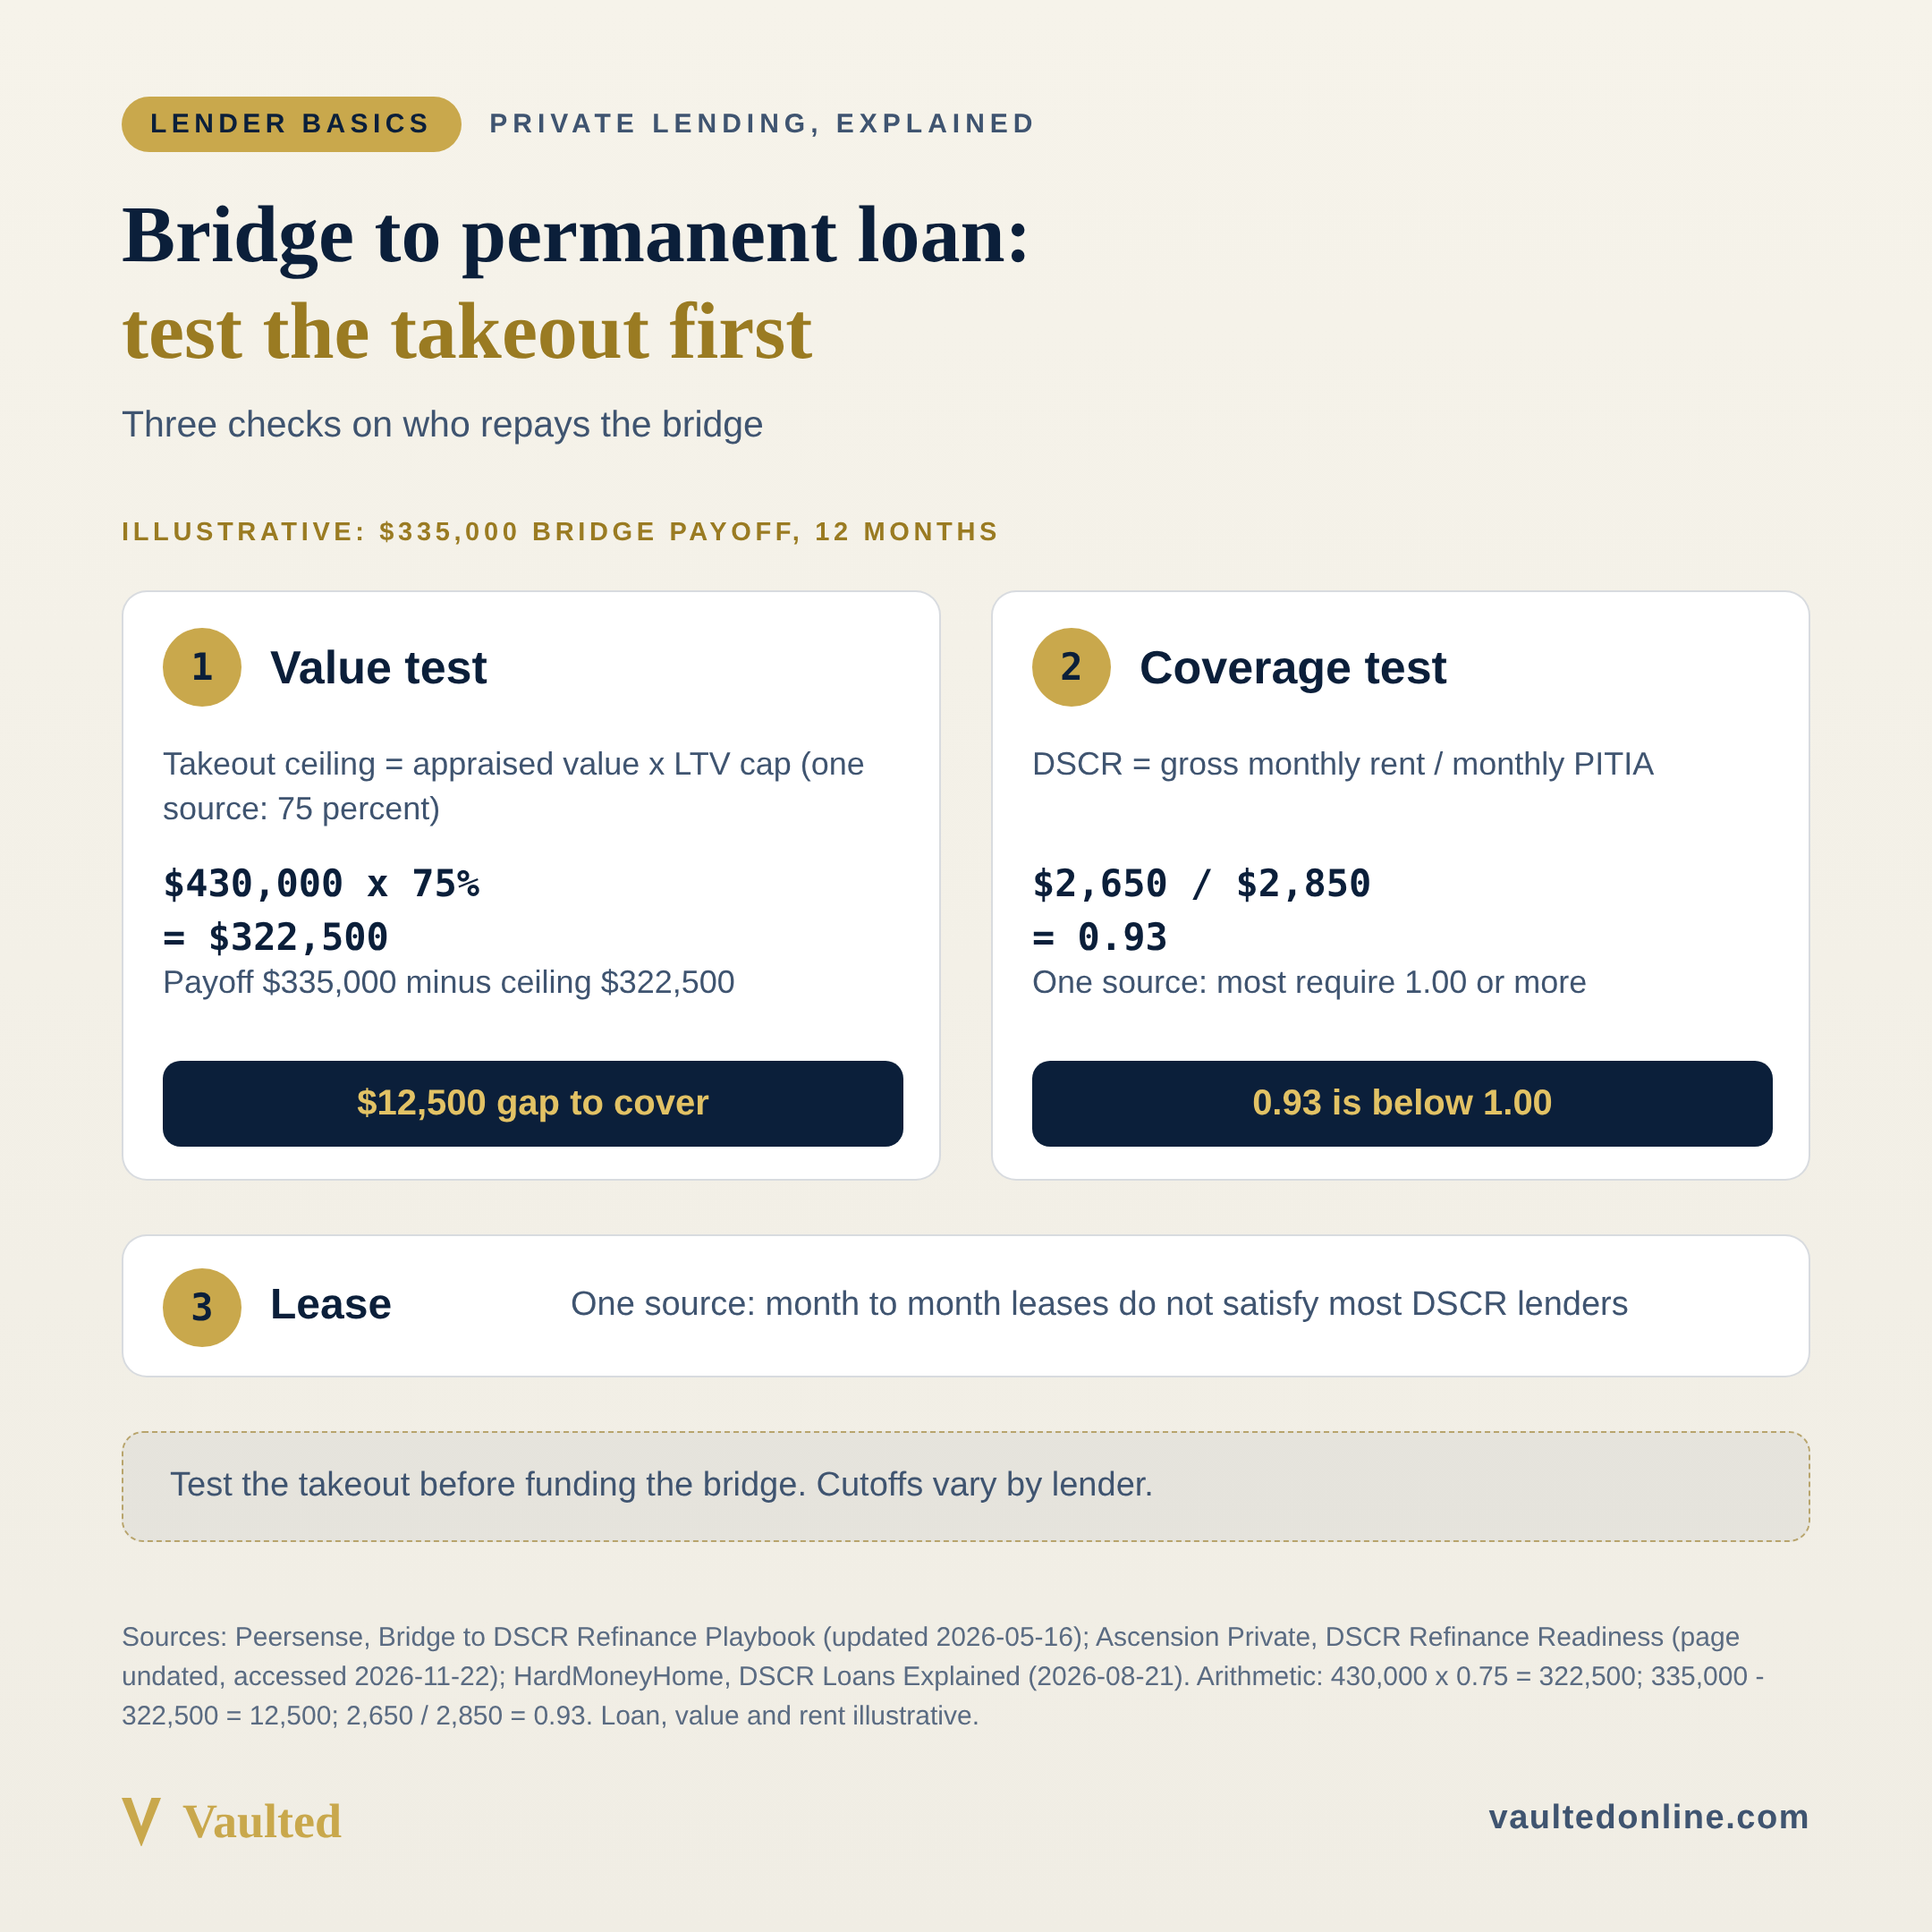 LENDER BASICS PRIVATE LENDING, EXPLAINED
Bridge to permanent loan:
test the takeout first
Three checks on who repays the bridge
ILLUSTRATIVE: $335,000 BRIDGE PAYOFF, 12 MONTHS
1 Value test
Takeout ceiling = appraised value x LTV cap (one
source: 75 percent)
$430,000 x 75%
= $322,500
Payoff $335,000 minus ceiling $322,500
$12,500 gap to cover
2 Coverage test
DSCR = gross monthly rent / monthly PITIA
$2,650 / $2,850
= 0.93
One source: most require 1.00 or more
0.93 is below 1.00
3 Lease One source: month to month leases do not satisfy most DSCR lenders
Test the takeout before funding the bridge. Cutoffs vary by lender.
Sources: Peersense, Bridge to DSCR Refinance Playbook (updated 2026-05-16); Ascension Private, DSCR Refinance Readiness (page
undated, accessed 2026-11-22); HardMoneyHome, DSCR Loans Explained (2026-08-21). Arithmetic: 430,000 x 0.75 = 322,500; 335,000 -
322,500 = 12,500; 2,650 / 2,850 = 0.93. Loan, value and rent illustrative.
Vaulted
vaultedonline.com